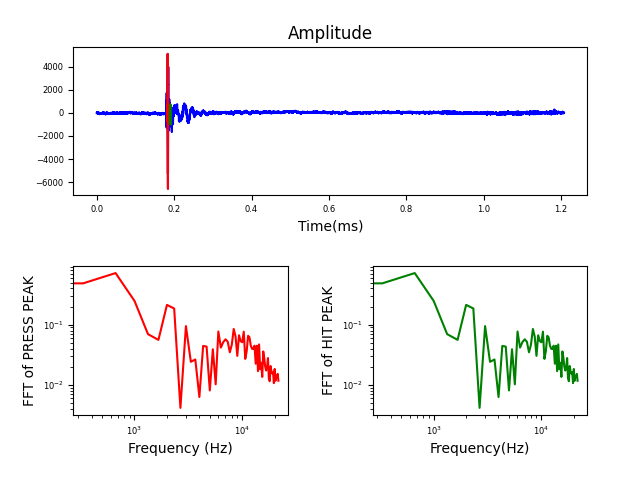 Amplitude
4000
2000
0
−2000
−4000
−6000
0.0 0.2 0.4 0.6 0.8 1.0 1.2
Time(ms)
FFT of PRESS PEAK
10⁻¹
10⁻²
10³ 10⁴
Frequency (Hz)
FFT of HIT PEAK
10⁻¹
10⁻²
10³ 10⁴
Frequency(Hz)